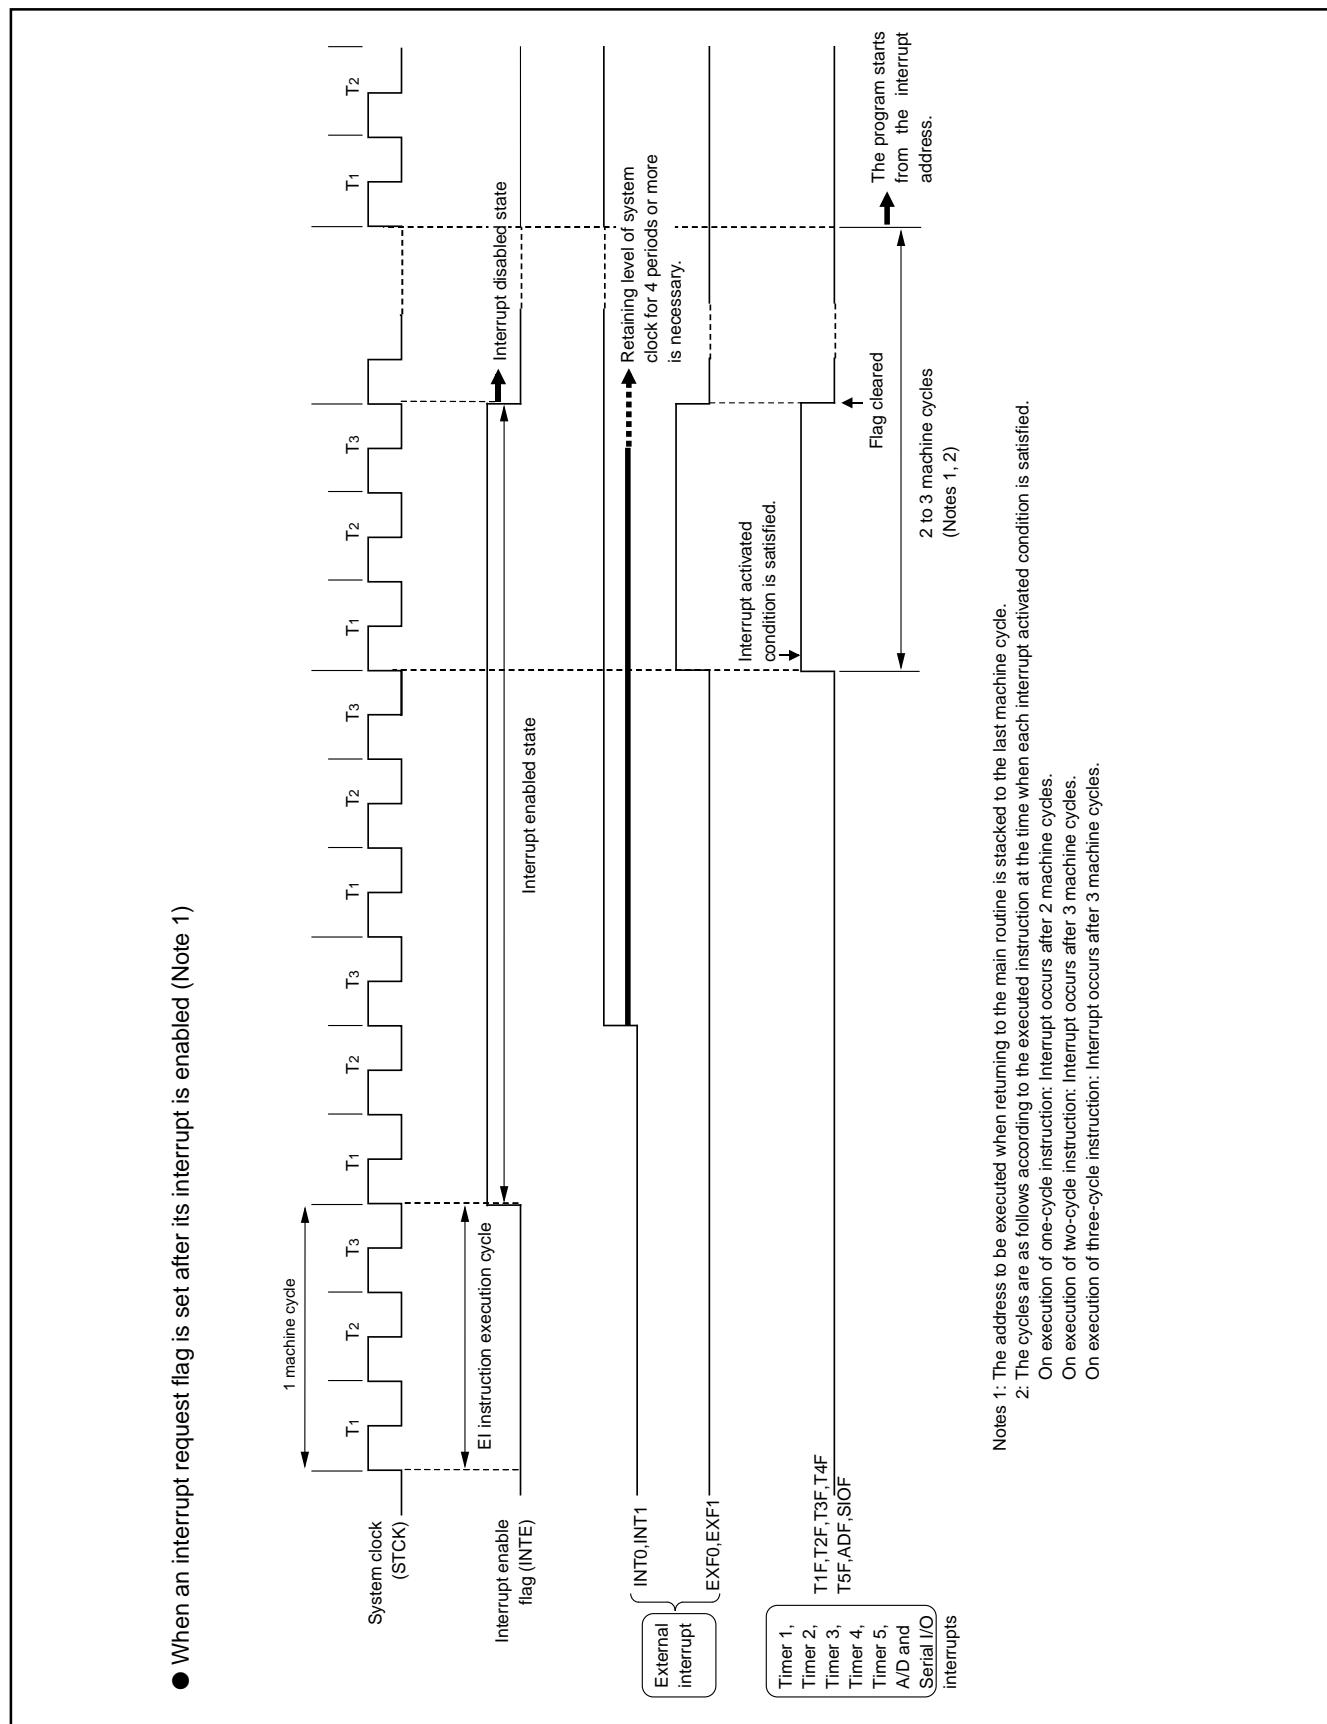 ● When an interrupt request flag is set after its interrupt is enabled (Note 1)
1 machine cycle
T1
T2
T3
T1
T2
T3
T1
T2
T3
T1
T2
T3
T1
T2
System clock
(STCK)
EI instruction execution cycle
Interrupt enable
flag (INTE)
Interrupt enabled state
Interrupt disabled state
External
interrupt
INT0,INT1
Retaining level of system
clock for 4 periods or more
is necessary.
EXF0,EXF1
Interrupt activated
condition is satisfied.
Timer 1,
Timer 2,
Timer 3,
Timer 4,
Timer 5,
A/D and
Serial I/O
interrupts
T1F,T2F,T3F,T4F
T5F,ADF,SIOF
Flag cleared
2 to 3 machine cycles
(Notes 1, 2)
The program starts
from the interrupt
address.
Notes 1: The address to be executed when returning to the main routine is stacked to the last machine cycle.
2: The cycles are as follows according to the executed instruction at the time when each interrupt activated condition is satisfied.
On execution of one-cycle instruction: Interrupt occurs after 2 machine cycles.
On execution of two-cycle instruction: Interrupt occurs after 3 machine cycles.
On execution of three-cycle instruction: Interrupt occurs after 3 machine cycles.